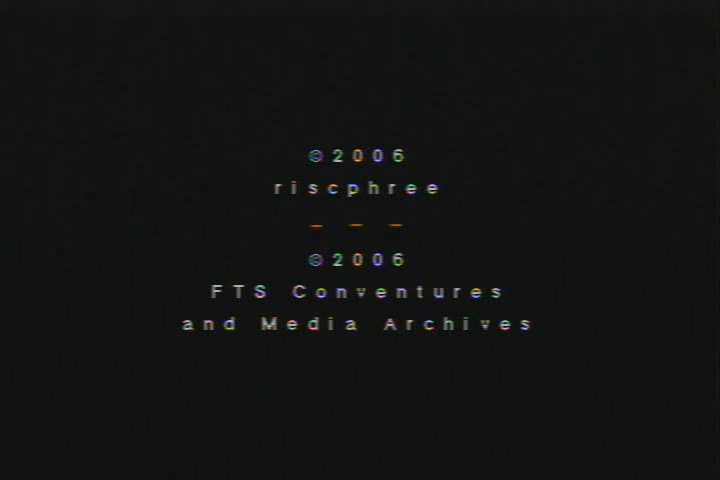 ©2006
riscphree
– – –
©2006
FTS Conventures
and Media Archives